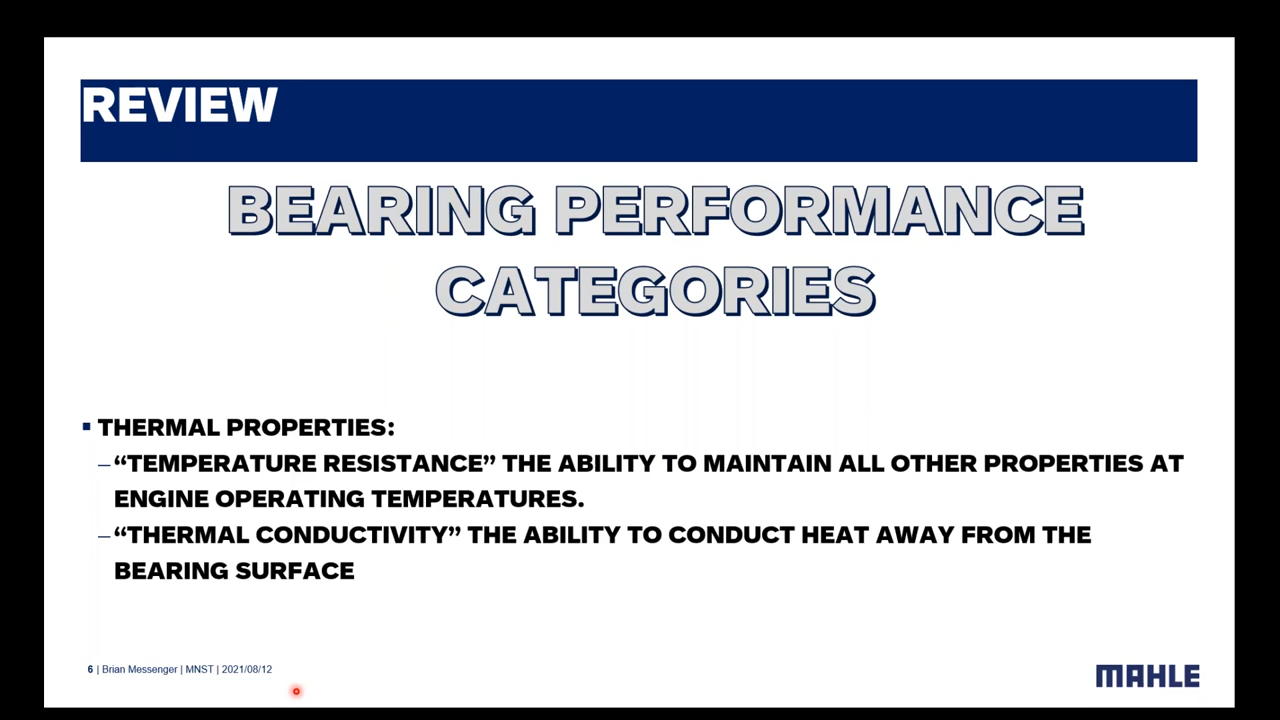 REVIEW
BEARING PERFORMANCE
CATEGORIES
▪ THERMAL PROPERTIES:
–“TEMPERATURE RESISTANCE” THE ABILITY TO MAINTAIN ALL OTHER PROPERTIES AT
ENGINE OPERATING TEMPERATURES.
–“THERMAL CONDUCTIVITY” THE ABILITY TO CONDUCT HEAT AWAY FROM THE
BEARING SURFACE
6 | Brian Messenger | MNST | 2021/08/12
MAHLE